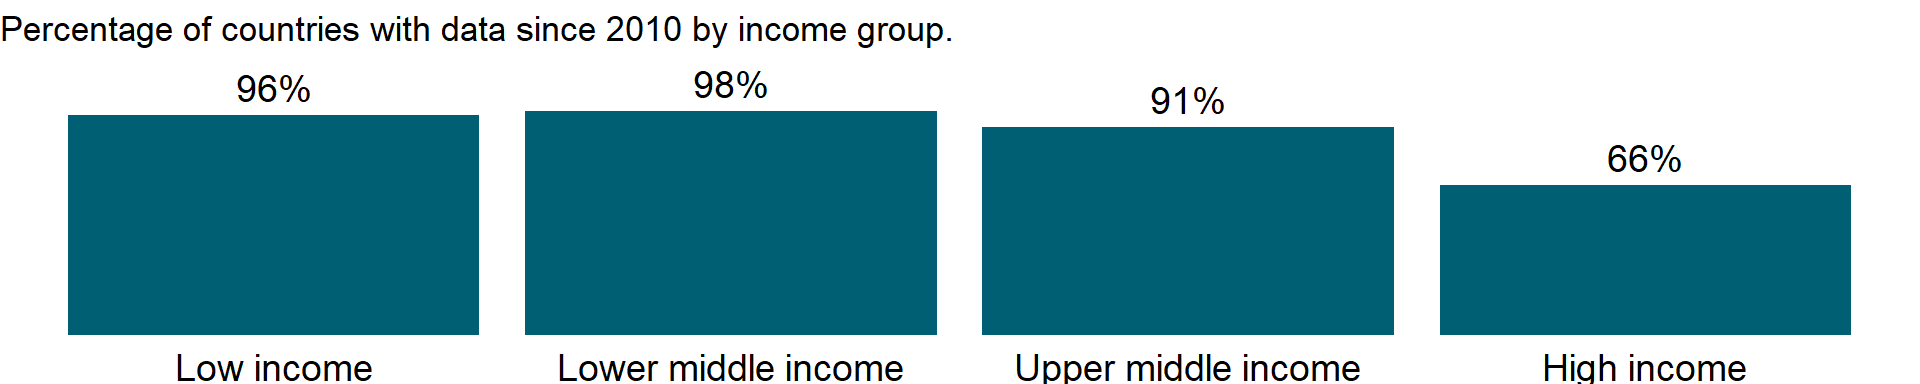 Percentage of countries with data since 2010 by income group.
96%
98%
91%
66%
Low income
Lower middle income
Upper middle income
High income